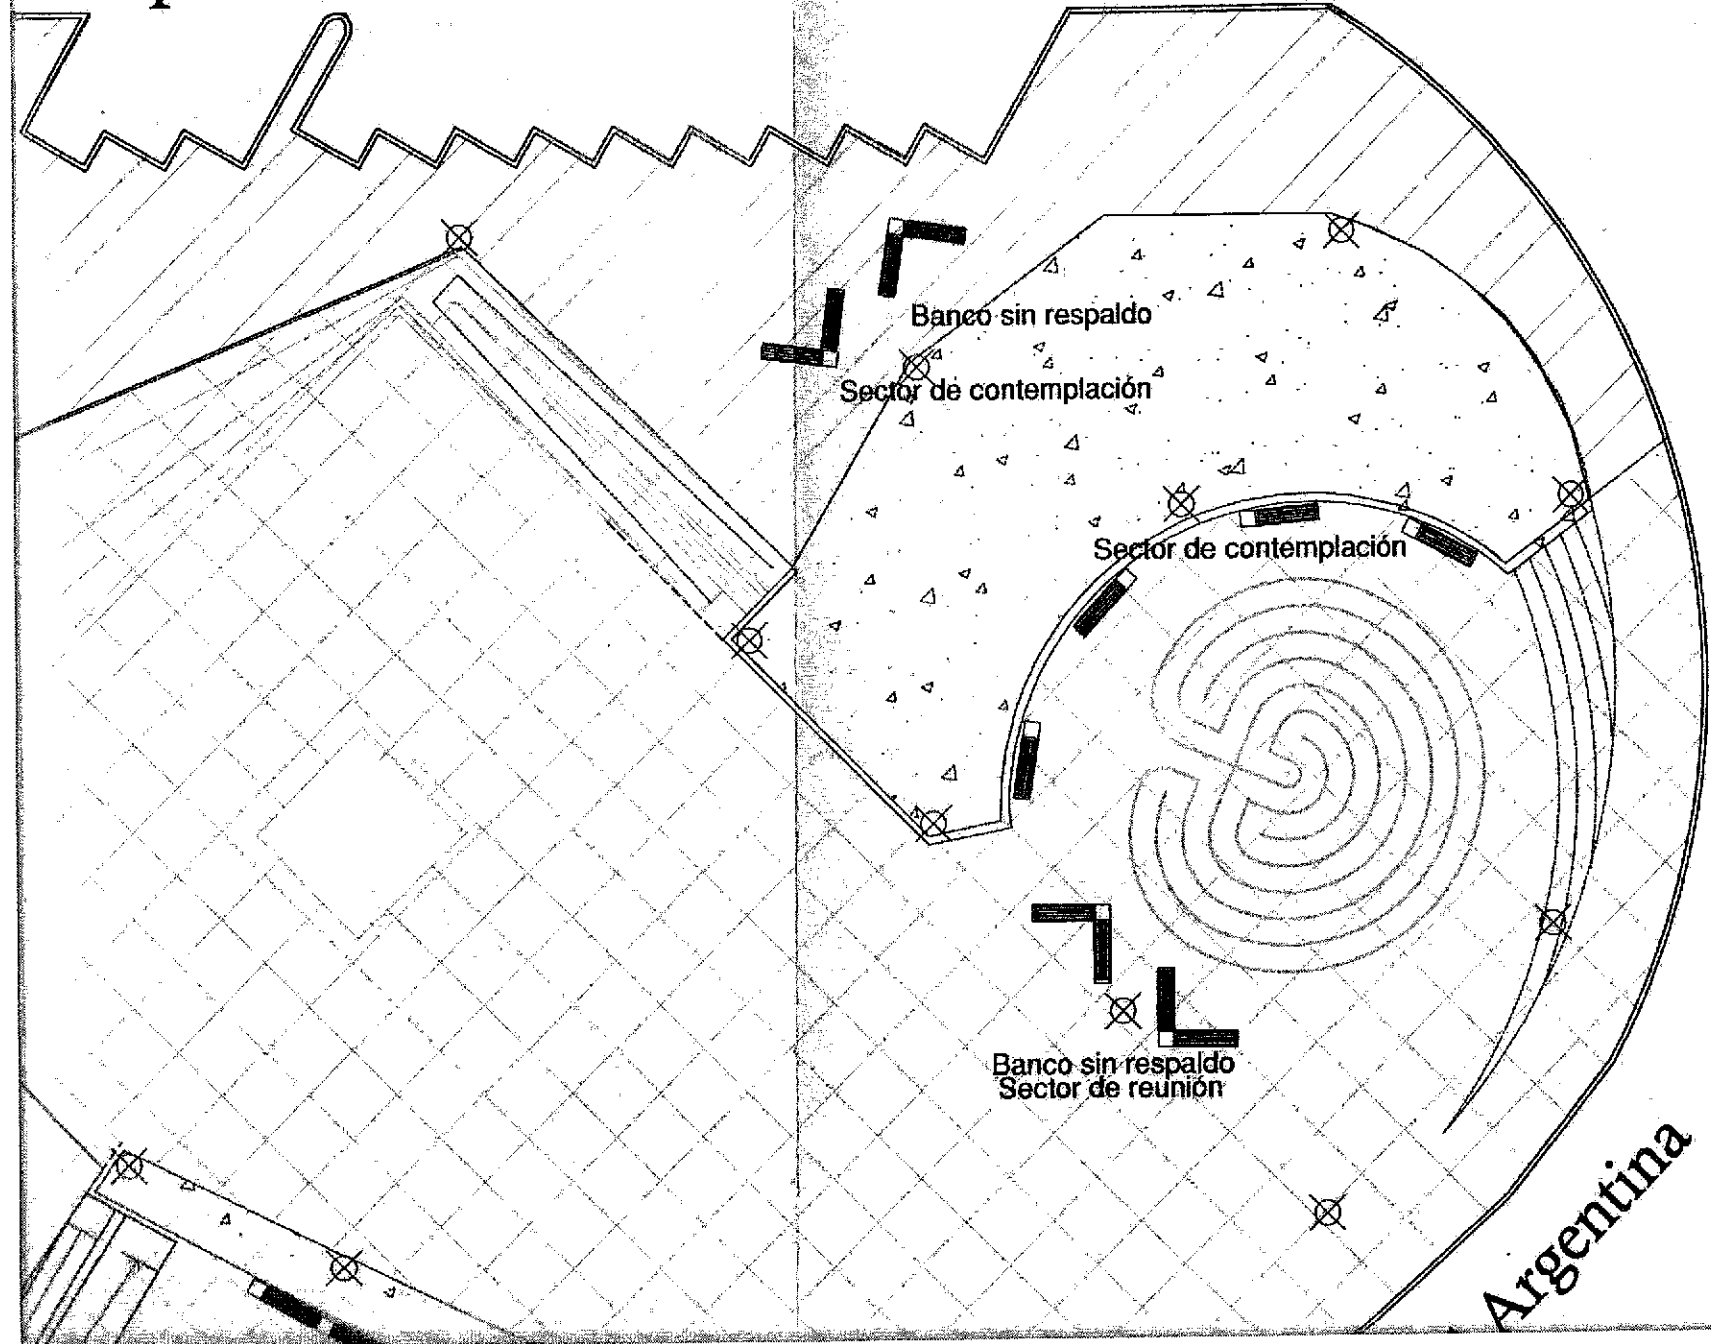 Banco sin respaldo
Sector de contemplación
Sector de contemplación
Banco sin respaldo
Sector de reunión
Argentina